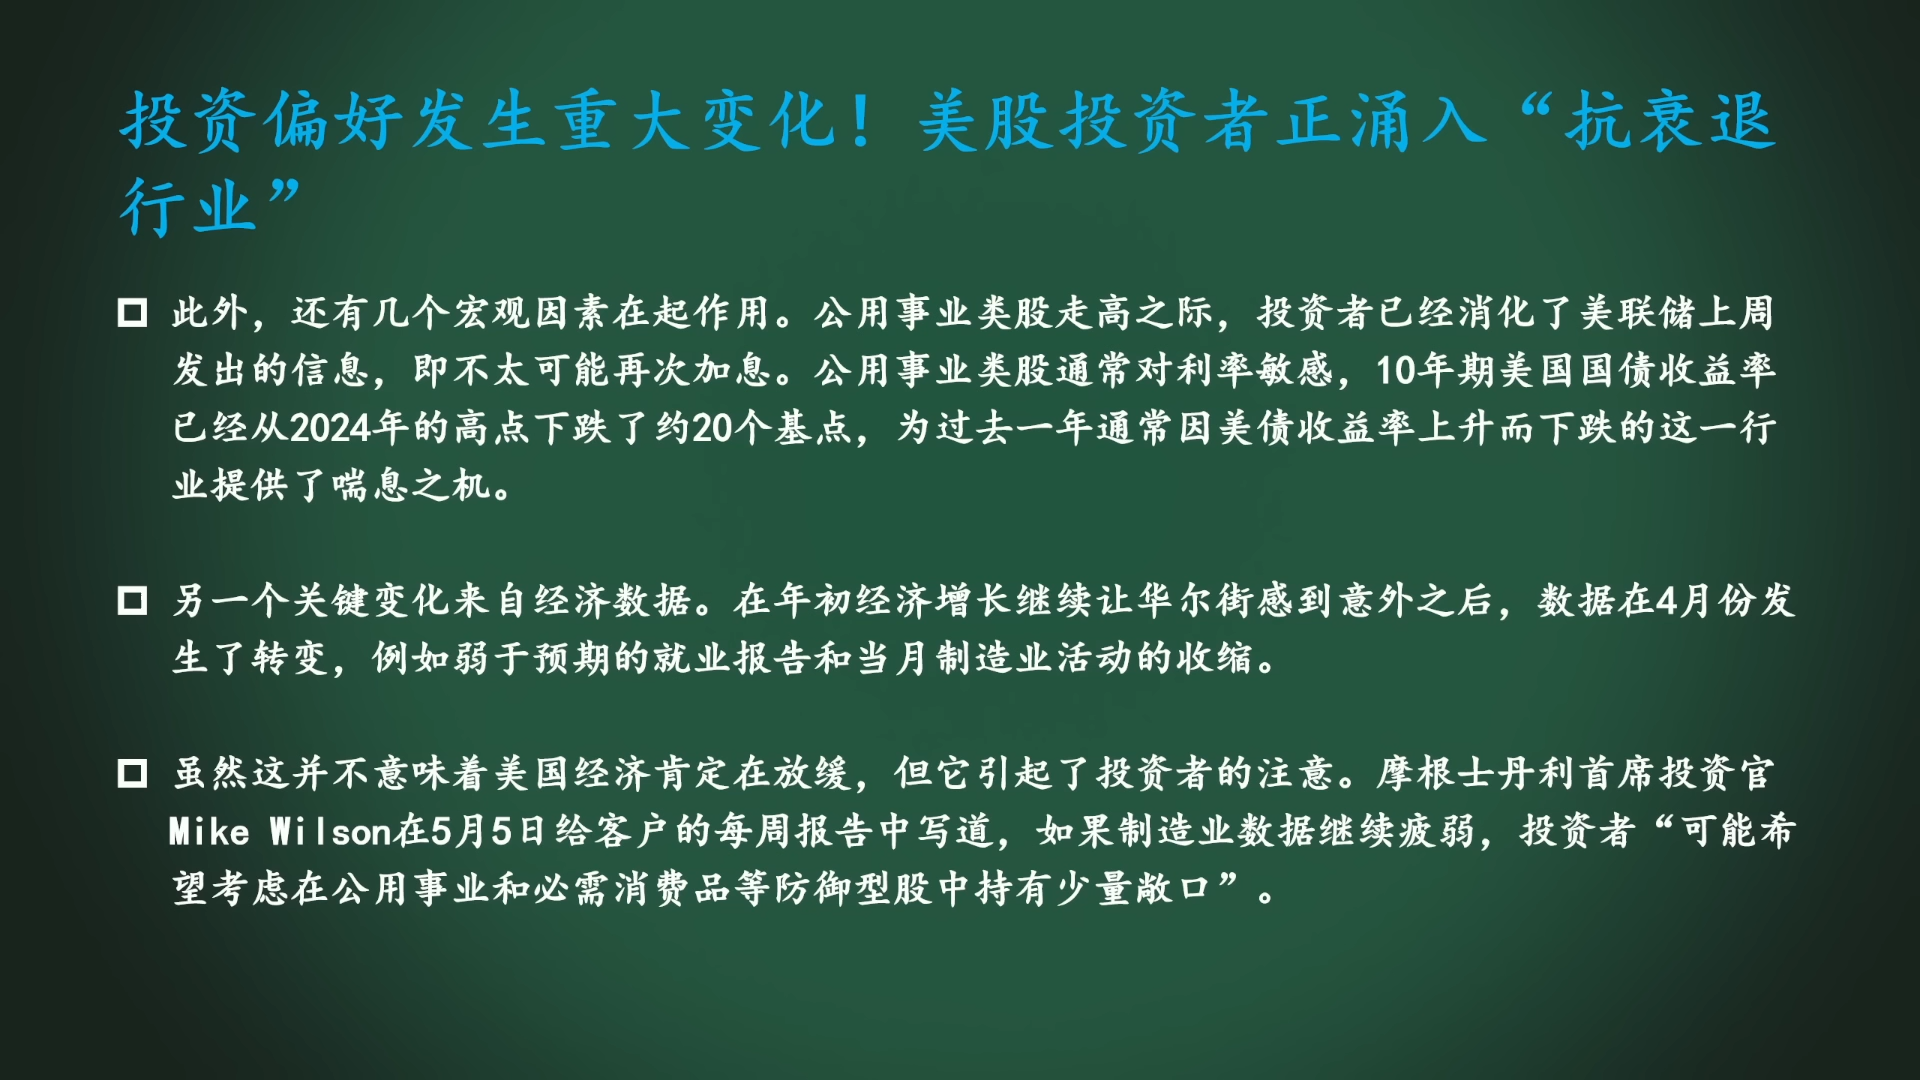 投资偏好发生重大变化！美股投资者正涌入“抗衰退
行业”
此外，还有几个宏观因素在起作用。公用事业类股走高之际，投资者已经消化了美联储上周
发出的信息，即不太可能再次加息。公用事业类股通常对利率敏感，10年期美国国债收益率
已经从2024年的高点下跌了约20个基点，为过去一年通常因美债收益率上升而下跌的这一行
业提供了喘息之机。
另一个关键变化来自经济数据。在年初经济增长继续让华尔街感到意外之后，数据在4月份发
生了转变，例如弱于预期的就业报告和当月制造业活动的收缩。
虽然这并不意味着美国经济肯定在放缓，但它引起了投资者的注意。摩根士丹利首席投资官
Mike Wilson在5月5日给客户的每周报告中写道，如果制造业数据继续疲弱，投资者“可能希
望考虑在公用事业和必需消费品等防御型股中持有少量敞口”。